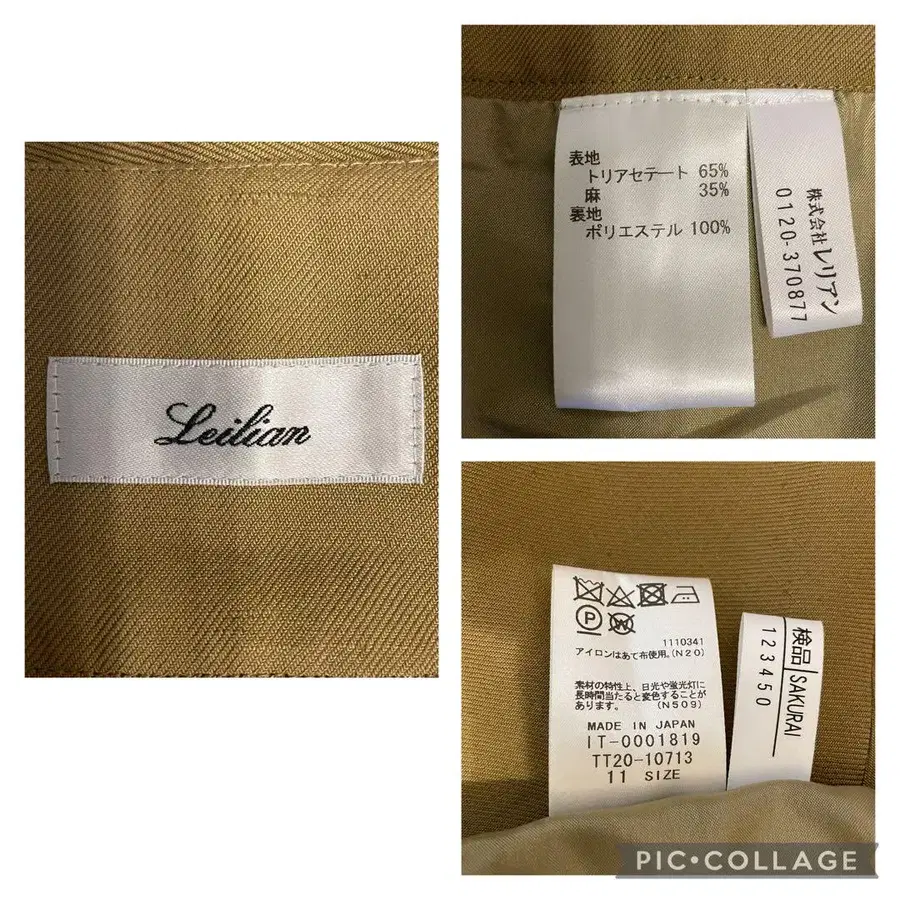 Leilian
表地
トリアセテート 65%
麻 35%
裏地
ポリエステル 100%
株式会社レリアン
0120-370877
P
W
1110341
アイロンはあて布使用。(N20)
素材の特性上、日光や蛍光灯に
長時間当たると変色することが
あります。 (N509)
MADE IN JAPAN
IT-0001819
TT20-10713
11 SIZE
検品 SAKURAI
123450
PIC•COLLAGE